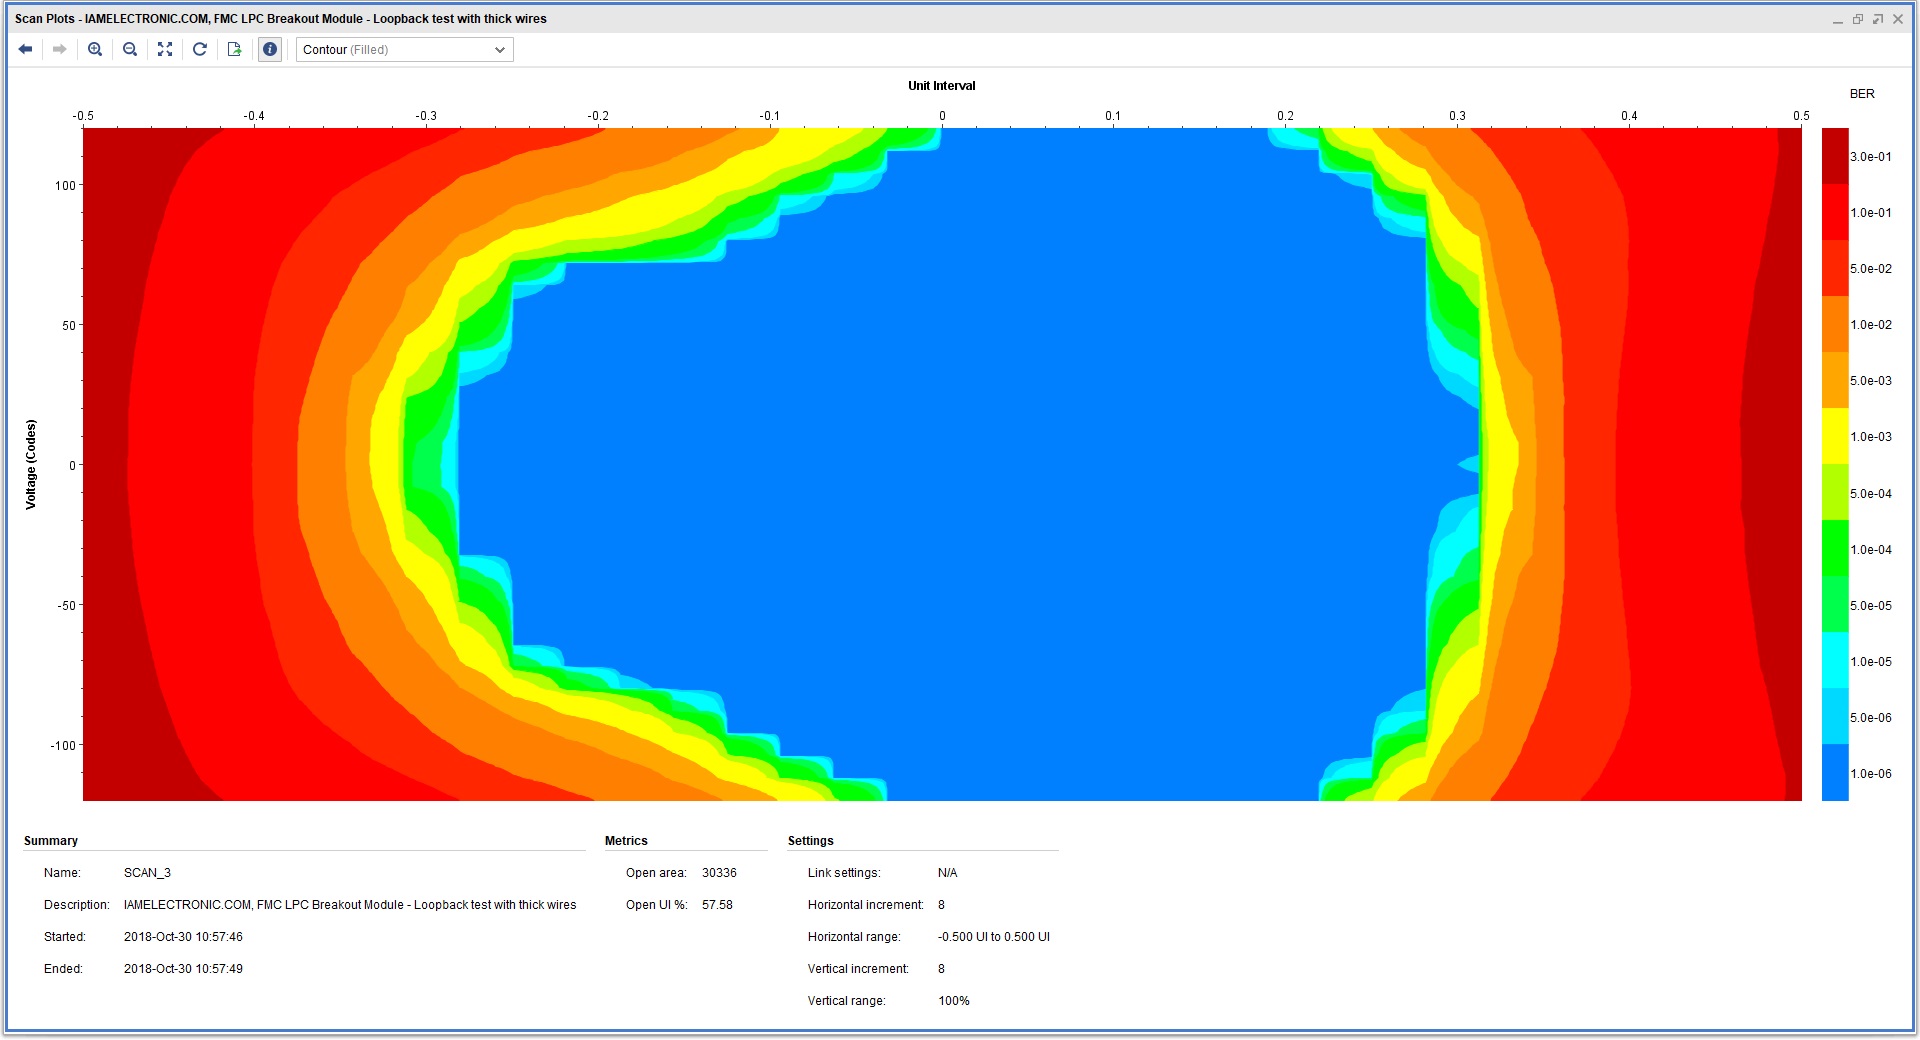 Scan Plots - IAMELECTRONIC.COM, FMC LPC Breakout Module - Loopback test with thick wires
Contour (Filled)
Unit Interval
BER
-0.5 -0.4 -0.3 -0.2 -0.1 0 0.1 0.2 0.3 0.4 0.5
Voltage (Codes)
100
50
0
-50
-100
3.0e-01
1.0e-01
5.0e-02
1.0e-02
5.0e-03
1.0e-03
5.0e-04
1.0e-04
5.0e-05
1.0e-05
5.0e-06
1.0e-06
Summary
Name: SCAN_3
Description: IAMELECTRONIC.COM, FMC LPC Breakout Module - Loopback test with thick wires
Started: 2018-Oct-30 10:57:46
Ended: 2018-Oct-30 10:57:49
Metrics
Open area: 30336
Open UI %: 57.58
Settings
Link settings: N/A
Horizontal increment: 8
Horizontal range: -0.500 UI to 0.500 UI
Vertical increment: 8
Vertical range: 100%